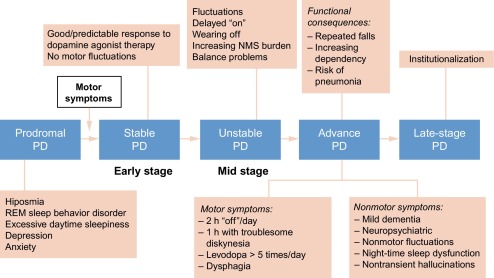 Good/predictable response to
dopamine agonist therapy
No motor fluctuations
Fluctuations
Delayed “on”
Wearing off
Increasing NMS burden
Balance problems
Functional
consequences:
– Repeated falls
– Increasing
dependency
– Risk of
pneumonia
Institutionalization
Motor
symptoms
Prodromal
PD
Stable
PD
Unstable
PD
Advance
PD
Late-stage
PD
Early stage
Mid stage
Hiposmia
REM sleep behavior disorder
Excessive daytime sleepiness
Depression
Anxiety
Motor symptoms:
– 2 h “off”/day
– 1 h with troublesome
diskynesia
– Levodopa > 5 times/day
– Dysphagia
Nonmotor symptoms:
– Mild dementia
– Neuropsychiatric
– Nonmotor fluctuations
– Night-time sleep dysfunction
– Nontransient hallucinations